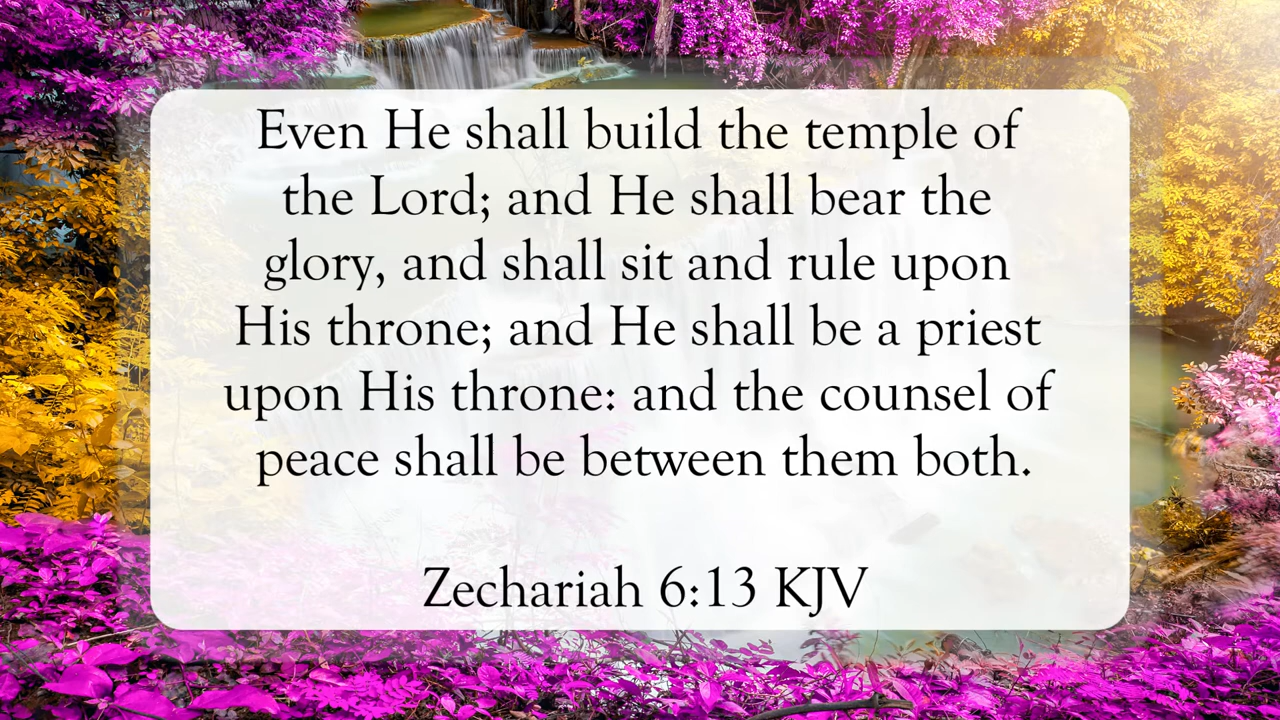 Even He shall build the temple of
the Lord; and He shall bear the
glory, and shall sit and rule upon
His throne; and He shall be a priest
upon His throne: and the counsel of
peace shall be between them both.
Zechariah 6:13 KJV